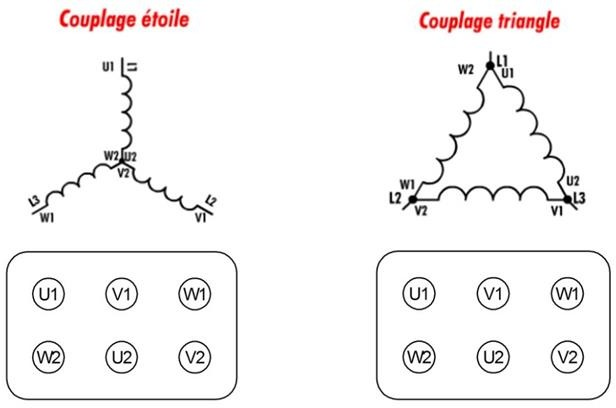 Couplage étoile
U1 L1
W2 U2
V2
L3
W1
L2
V1
Couplage triangle
W2 L1
U1
W1
L2
V2
U2
V1 L3
U1 V1 W1
W2 U2 V2
U1 V1 W1
W2 U2 V2